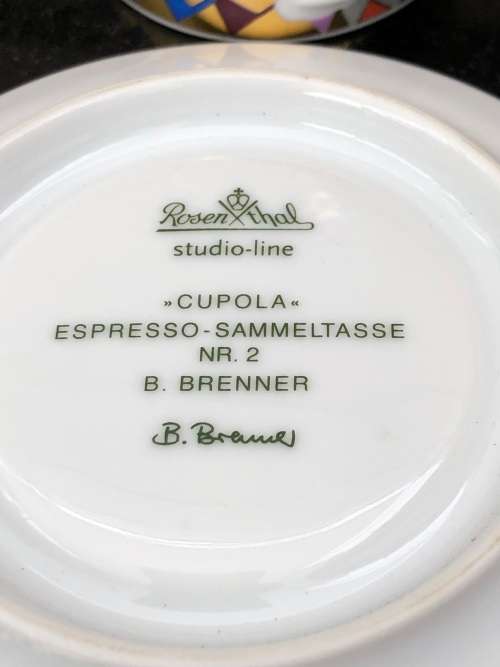 Rosenthal
studio-line
»CUPOLA«
ESPRESSO-SAMMELTASSE
NR. 2
B. BRENNER
B. Brenner